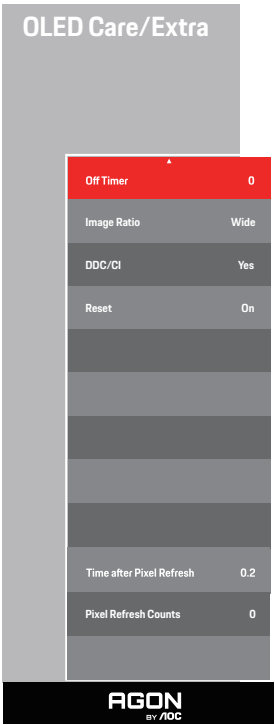 OLED Care/Extra
Off Timer 0
Image Ratio Wide
DDC/CI Yes
Reset On
Time after Pixel Refresh 0.2
Pixel Refresh Counts 0
AGON
BY AOC